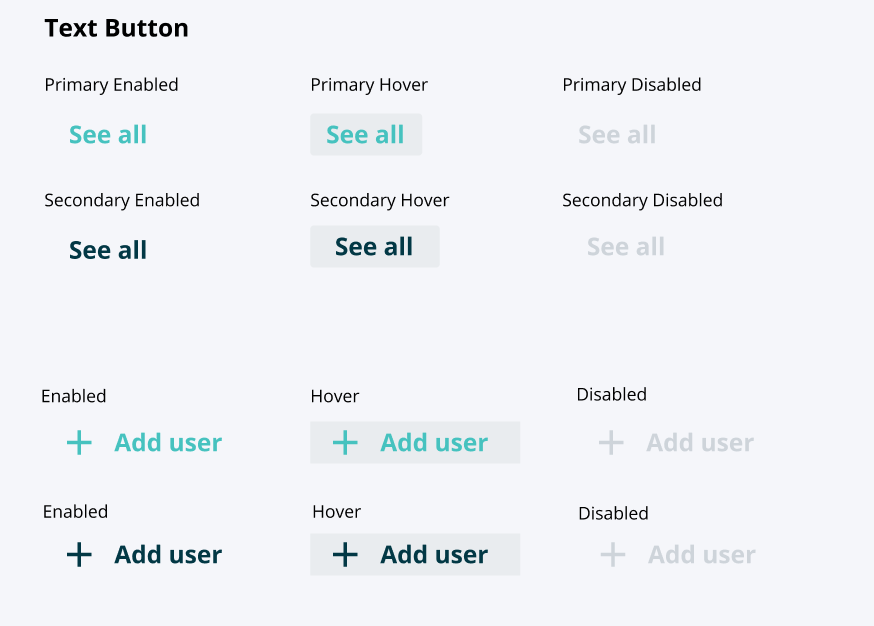 Text Button
Primary Enabled
Primary Hover
Primary Disabled
See all
See all
See all
Secondary Enabled
Secondary Hover
Secondary Disabled
See all
See all
See all
Enabled
Hover
Disabled
Add user
Add user
Add user
Enabled
Hover
Disabled
Add user
Add user
Add user